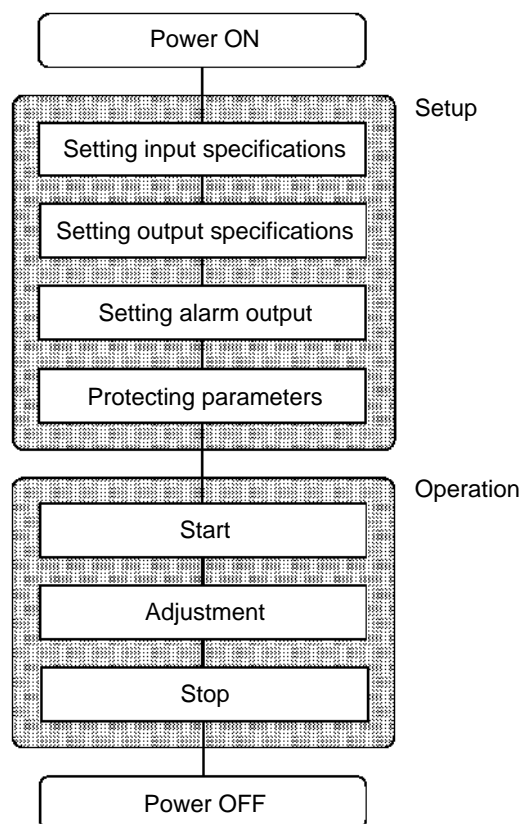 Power ON
Setup
Setting input specifications
Setting output specifications
Setting alarm output
Protecting parameters
Operation
Start
Adjustment
Stop
Power OFF